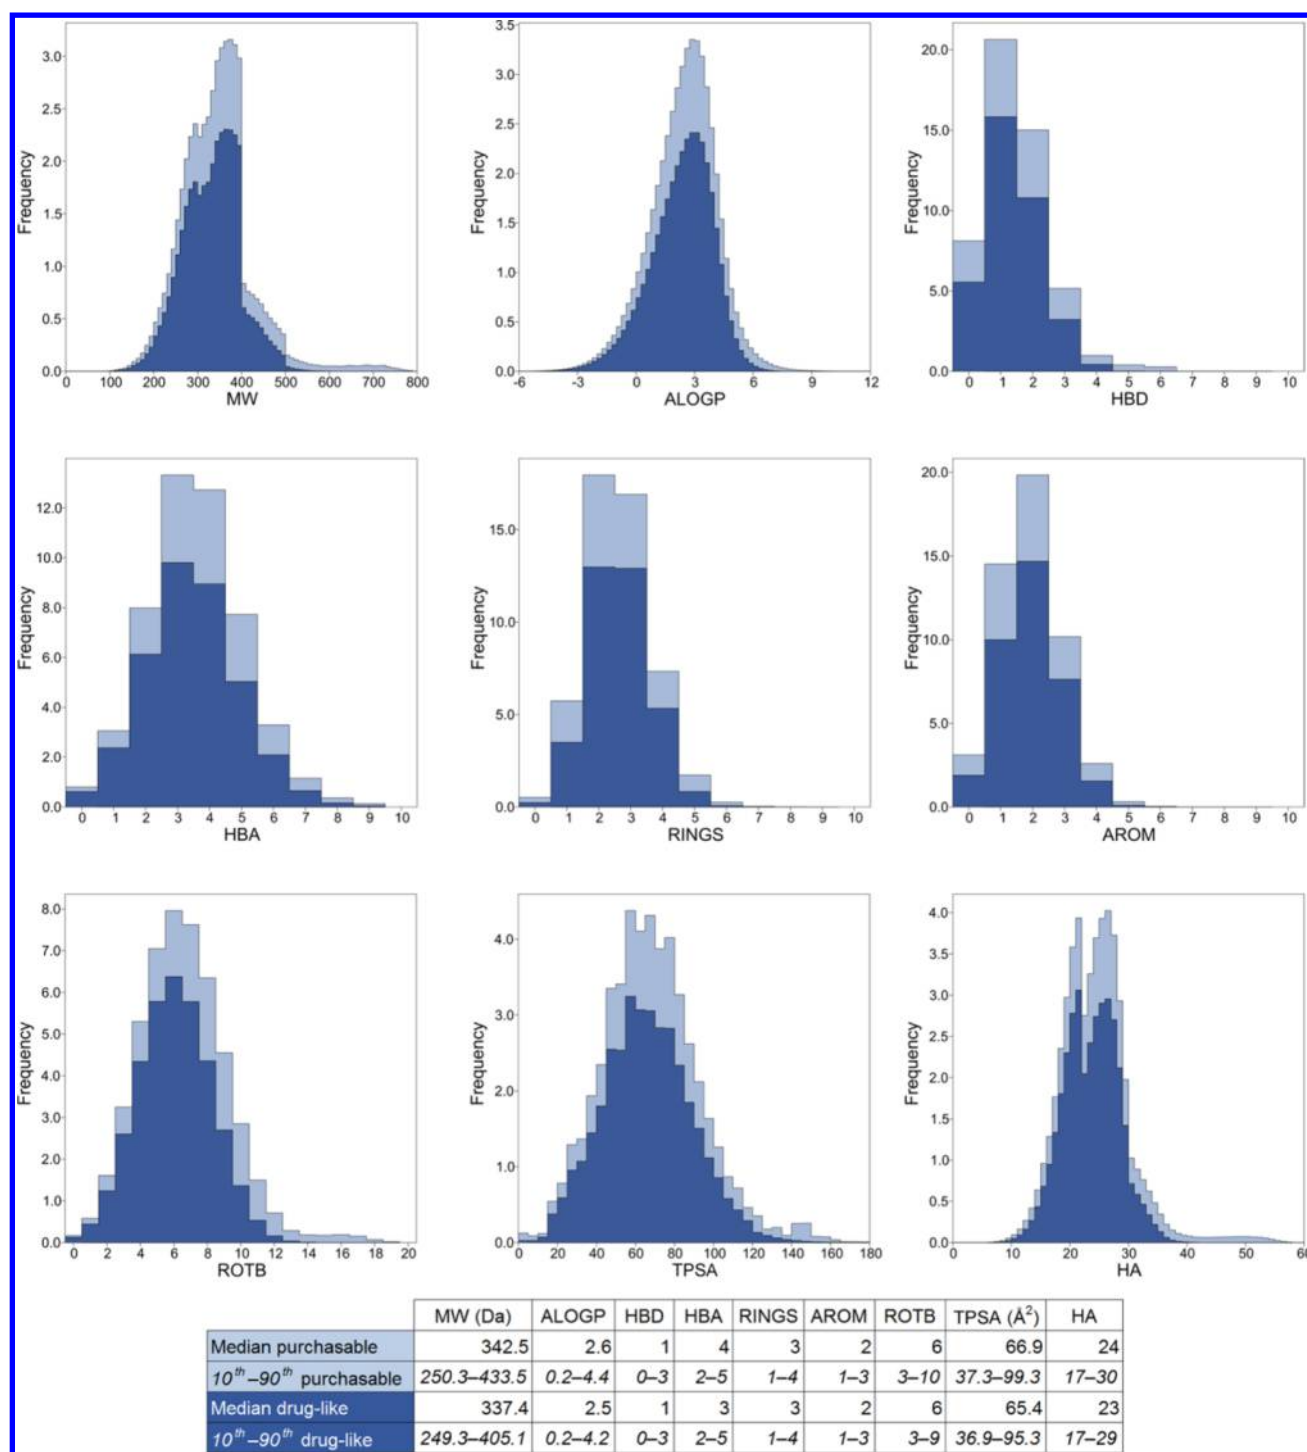 3.0
2.5
2.0
1.5
1.0
0.5
0.0
Frequency
0 100 200 300 400 500 600 700 800
MW
3.5
3.0
2.5
2.0
1.5
1.0
0.5
0.0
Frequency
-6 -3 0 3 6 9 12
ALOGP
20.0
15.0
10.0
5.0
0.0
Frequency
0 1 2 3 4 5 6 7 8 9 10
HBD
12.0
10.0
8.0
6.0
4.0
2.0
0.0
Frequency
0 1 2 3 4 5 6 7 8 9 10
HBA
15.0
10.0
5.0
0.0
Frequency
0 1 2 3 4 5 6 7 8 9 10
RINGS
20.0
15.0
10.0
5.0
0.0
Frequency
0 1 2 3 4 5 6 7 8 9 10
AROM
8.0
7.0
6.0
5.0
4.0
3.0
2.0
1.0
0.0
Frequency
0 2 4 6 8 10 12 14 16 18 20
ROTB
4.0
3.0
2.0
1.0
0.0
Frequency
0 20 40 60 80 100 120 140 160 180
TPSA
4.0
3.5
3.0
2.5
2.0
1.5
1.0
0.5
0.0
Frequency
0 10 20 30 40 50 60
HA
MW (Da) ALOGP HBD HBA RINGS AROM ROTB TPSA (Å²) HA
Median purchasable 342.5 2.6 1 4 3 2 6 66.9 24
10th–90th purchasable 250.3–433.5 0.2–4.4 0–3 2–5 1–4 1–3 3–10 37.3–99.3 17–30
Median drug-like 337.4 2.5 1 3 3 2 6 65.4 23
10th–90th drug-like 249.3–405.1 0.2–4.2 0–3 2–5 1–4 1–3 3–9 36.9–95.3 17–29